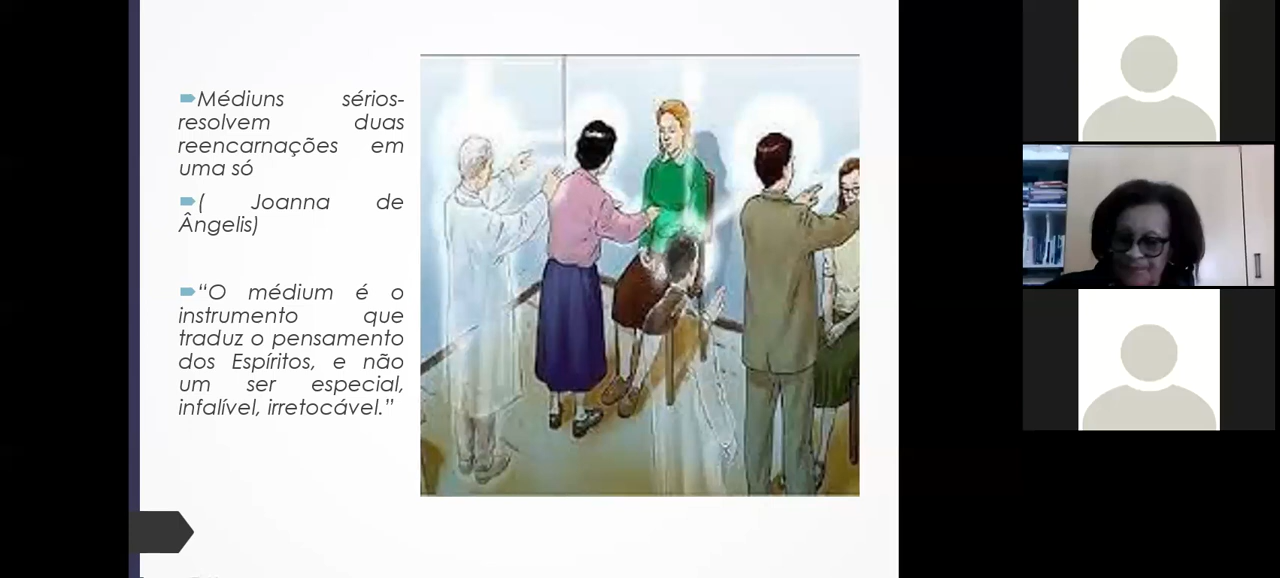 Médiuns sérios-
resolvem duas
reencarnações em
uma só
( Joanna de
Ângelis)
“O médium é o
instrumento que
traduz o pensamento
dos Espíritos, e não
um ser especial,
infalível, irretocável.”